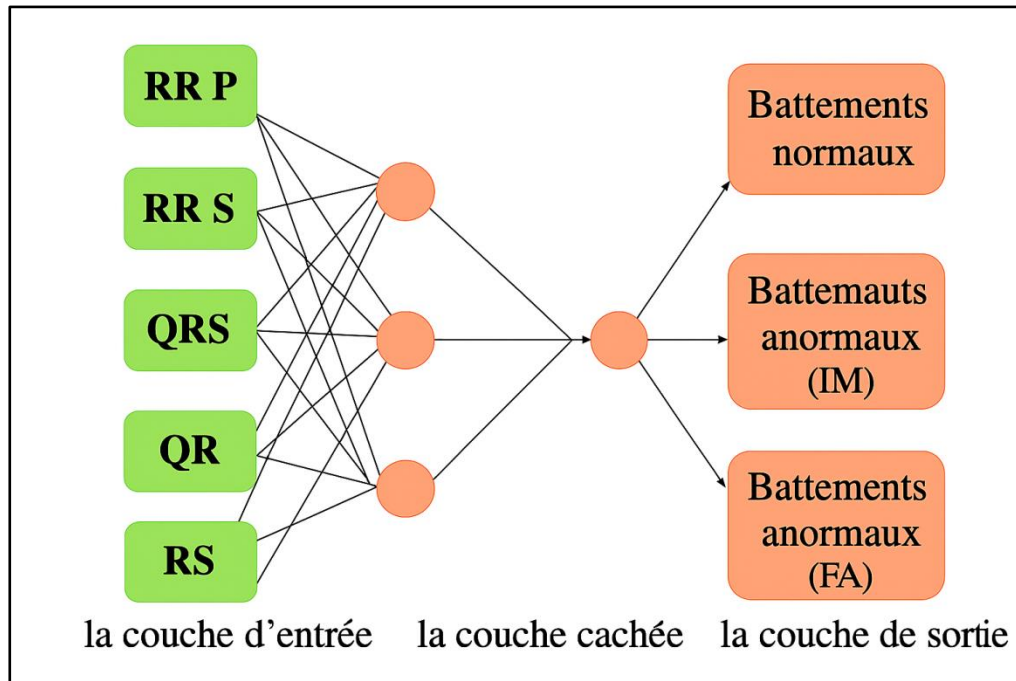 RR P
RR S
QRS
QR
RS
Battements
normaux
Battemauts
anormaux
(IM)
Battements
anormaux
(FA)
la couche d’entrée
la couche cachée
la couche de sortie